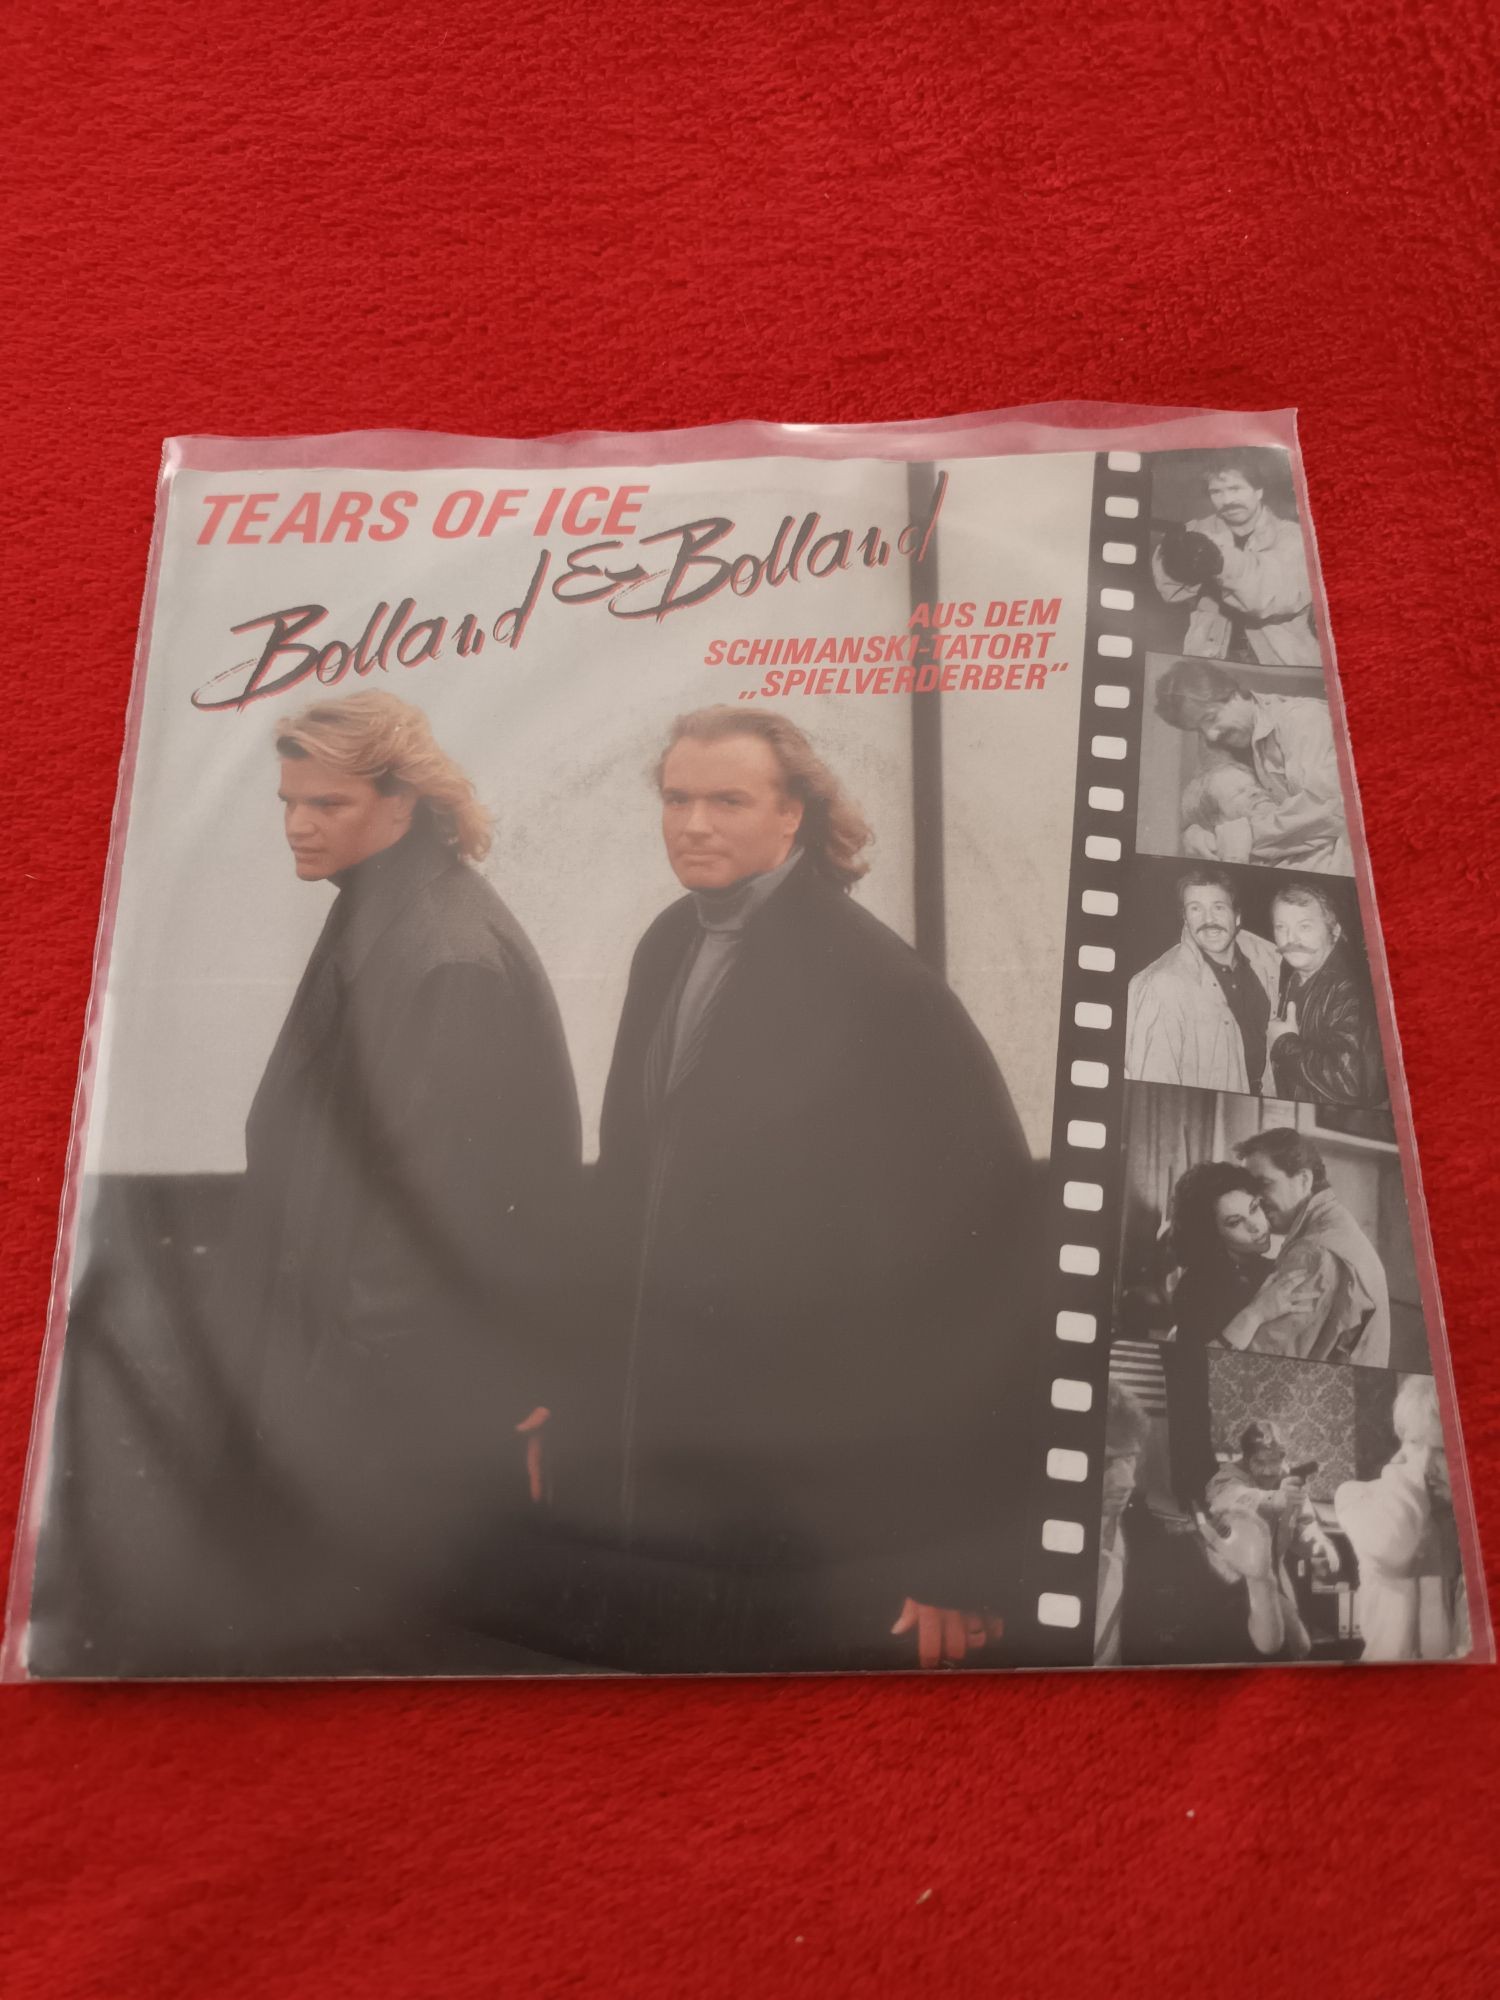 TEARS OF ICE
Bolland & Bolland
AUS DEM
SCHIMANSKI-TATORT
„SPIELVERDERBER“